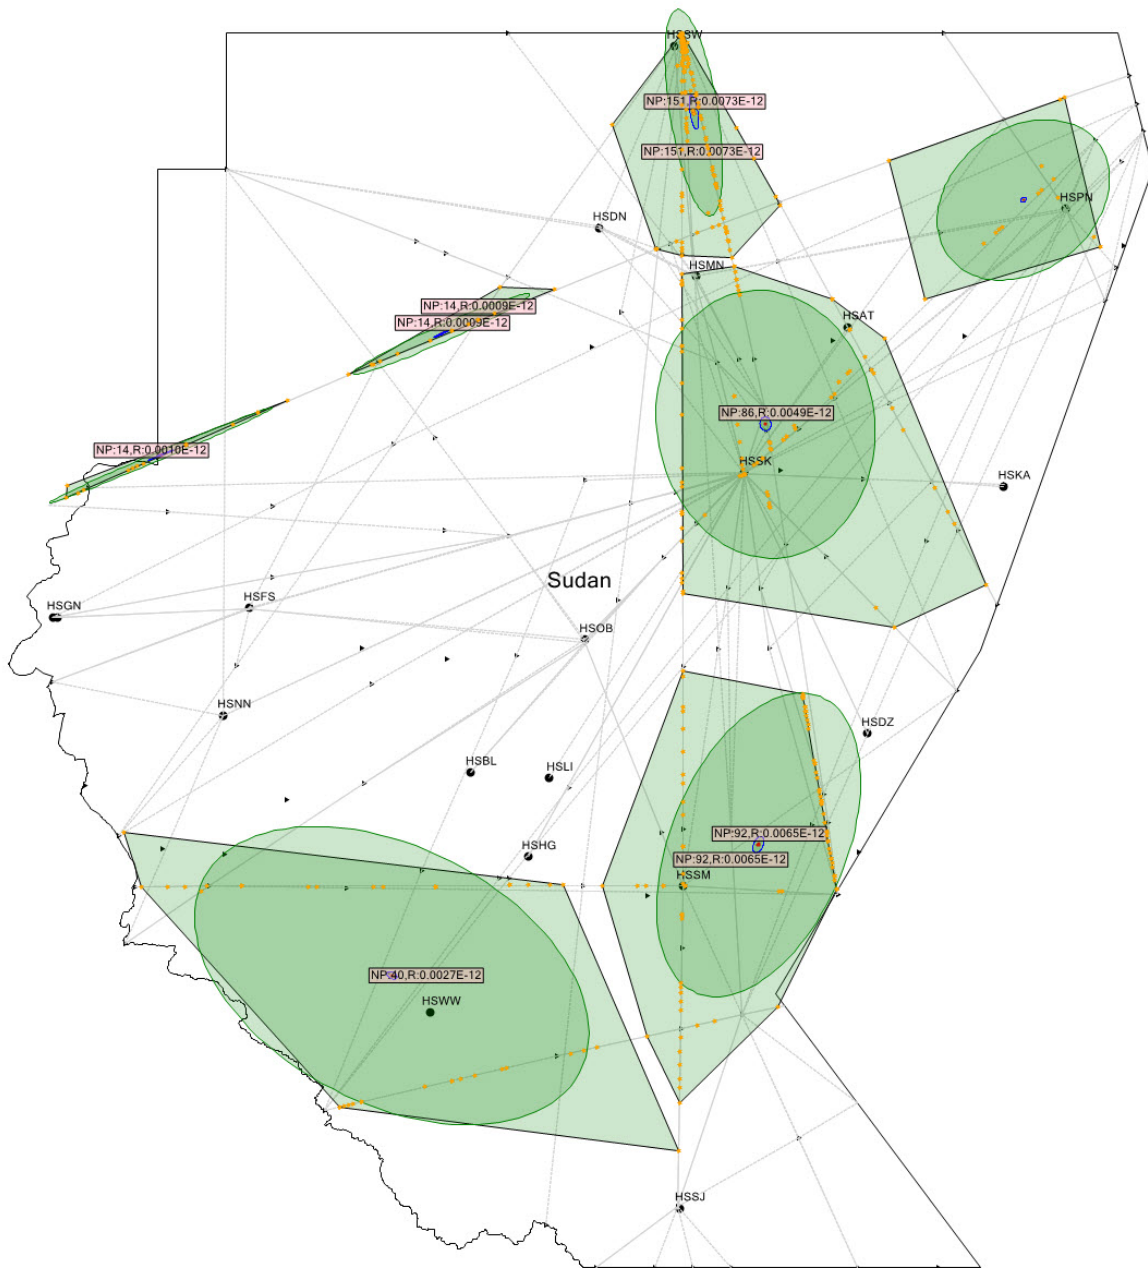 HSSW
NP:151,R:0.0073E-12
NP:151,R:0.0073E-12
HSPN
HSDN
HSMN
NP:14,R:0.0009E-12
NP:14,R:0.0009E-12
HSAT
NP:86,R:0.0049E-12
NP:14,R:0.0010E-12
HSSK
HSKA
Sudan
HSGN
HSFS
HSOB
HSNN
HSDZ
HSBL
HSLI
NP:92,R:0.0065E-12
HSHG
NP:92,R:0.0065E-12
HSSM
NP:40,R:0.0027E-12
HSWW
HSSJ